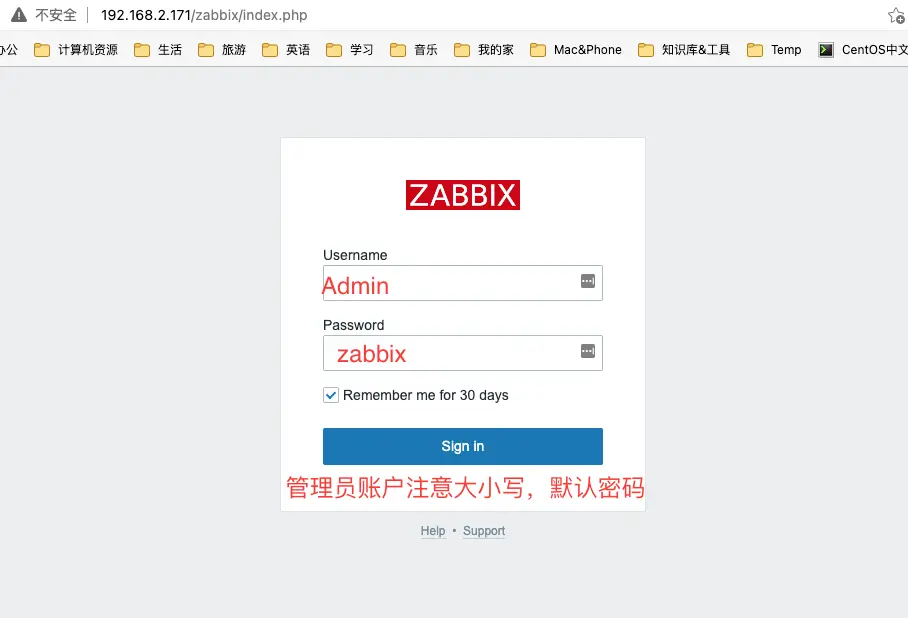 不安全 192.168.2.171/zabbix/index.php
计算机资源 生活 旅游 英语 学习 音乐 我的家 Mac&Phone 知识库&工具 Temp CentOS中文
ZABBIX
Username
Admin
Password
zabbix
Remember me for 30 days
Sign in
管理员账户注意大小写，默认密码
Help • Support